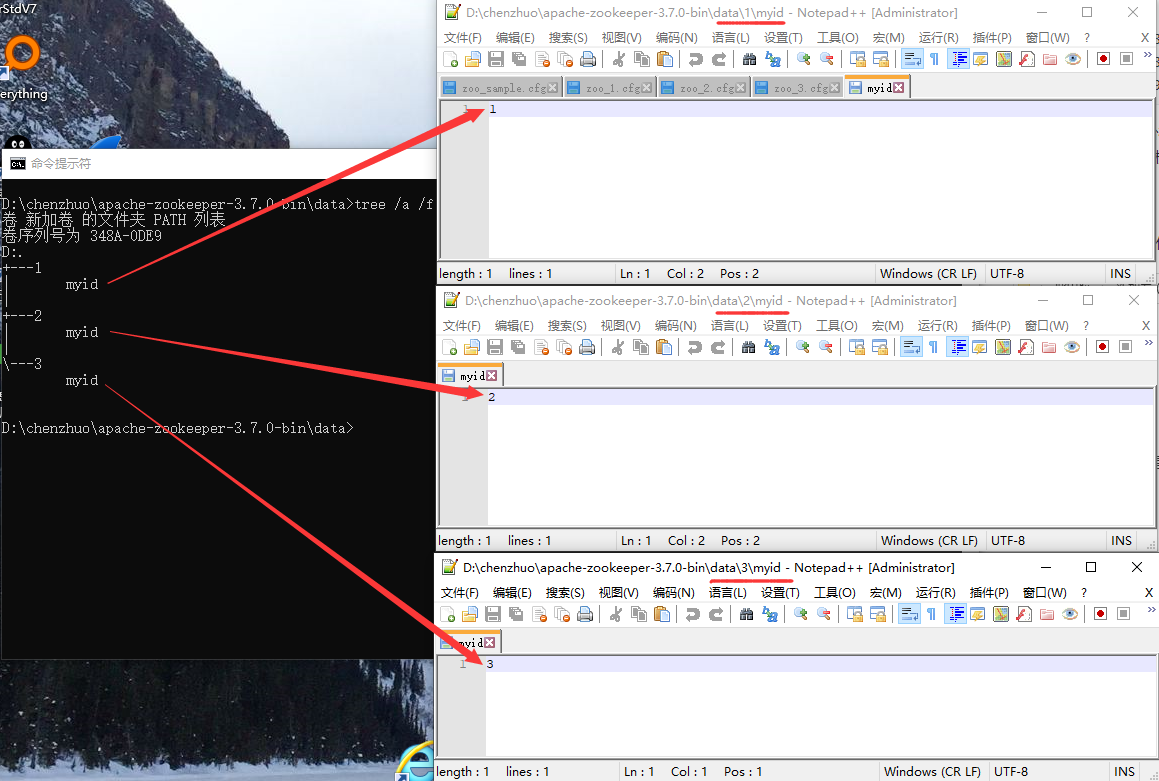 rStdV7
erything
命令提示符
D:\chenzhuo\apache-zookeeper-3.7.0-bin\data>tree /a /f
卷 新加卷 的文件夹 PATH 列表
卷序列号为 348A-0DE9
D:.
+---1
myid
+---2
myid
\---3
myid
D:\chenzhuo\apache-zookeeper-3.7.0-bin\data>
D:\chenzhuo\apache-zookeeper-3.7.0-bin\data\1\myid - Notepad++ [Administrator]
文件(F) 编辑(E) 搜索(S) 视图(V) 编码(N) 语言(L) 设置(T) 工具(O) 宏(M) 运行(R) 插件(P) 窗口(W) ? X
zoo_sample.cfg zoo_1.cfg zoo_2.cfg zoo_3.cfg myid
1 1
length : 1 lines : 1 Ln : 1 Col : 2 Pos : 2 Windows (CR LF) UTF-8 INS
D:\chenzhuo\apache-zookeeper-3.7.0-bin\data\2\myid - Notepad++ [Administrator]
文件(F) 编辑(E) 搜索(S) 视图(V) 编码(N) 语言(L) 设置(T) 工具(O) 宏(M) 运行(R) 插件(P) 窗口(W) ? X
myid
1 2
length : 1 lines : 1 Ln : 1 Col : 2 Pos : 2 Windows (CR LF) UTF-8 INS
D:\chenzhuo\apache-zookeeper-3.7.0-bin\data\3\myid - Notepad++ [Administrator]
文件(F) 编辑(E) 搜索(S) 视图(V) 编码(N) 语言(L) 设置(T) 工具(O) 宏(M) 运行(R) 插件(P) 窗口(W) ? X
myid
1 3
length : 1 lines : 1 Ln : 1 Col : 1 Pos : 1 Windows (CR LF) UTF-8 INS